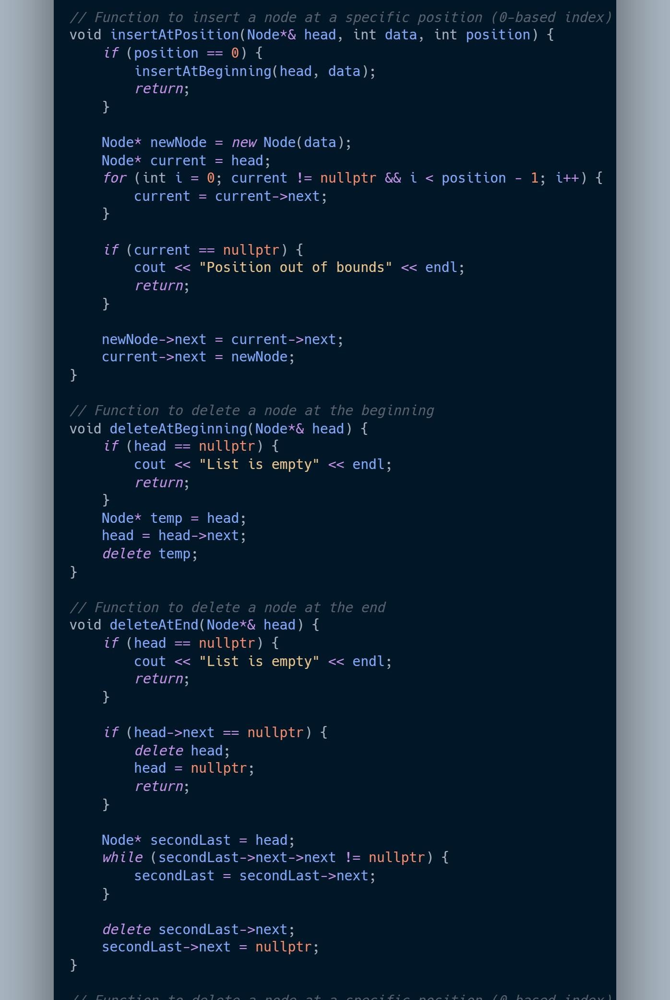 // Function to insert a node at a specific position (0-based index)
void insertAtPosition(Node*& head, int data, int position) {
    if (position == 0) {
        insertAtBeginning(head, data);
        return;
    }

    Node* newNode = new Node(data);
    Node* current = head;
    for (int i = 0; current != nullptr && i < position - 1; i++) {
        current = current->next;
    }

    if (current == nullptr) {
        cout << "Position out of bounds" << endl;
        return;
    }

    newNode->next = current->next;
    current->next = newNode;
}

// Function to delete a node at the beginning
void deleteAtBeginning(Node*& head) {
    if (head == nullptr) {
        cout << "List is empty" << endl;
        return;
    }
    Node* temp = head;
    head = head->next;
    delete temp;
}

// Function to delete a node at the end
void deleteAtEnd(Node*& head) {
    if (head == nullptr) {
        cout << "List is empty" << endl;
        return;
    }

    if (head->next == nullptr) {
        delete head;
        head = nullptr;
        return;
    }

    Node* secondLast = head;
    while (secondLast->next->next != nullptr) {
        secondLast = secondLast->next;
    }

    delete secondLast->next;
    secondLast->next = nullptr;
}

// Function to delete a node at a specific position (0-based index)